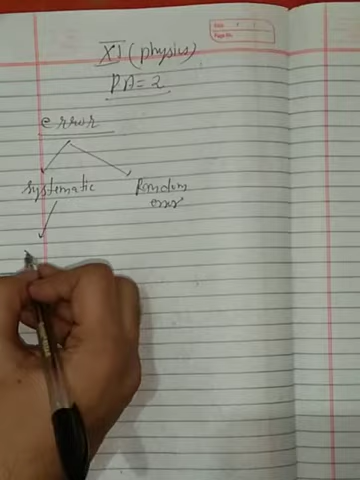 XI (physics)
PA = 2
error
systematic Random
error